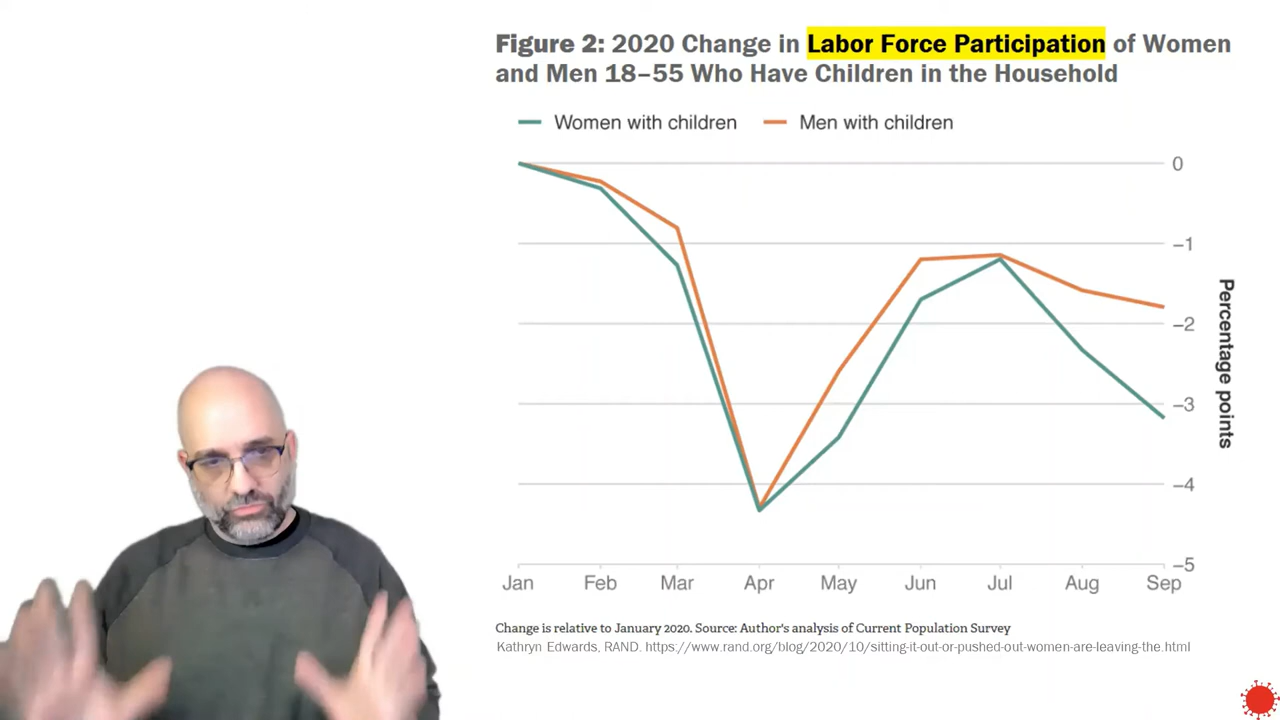 Figure 2: 2020 Change in Labor Force Participation of Women
and Men 18–55 Who Have Children in the Household
Women with children
Men with children
0
−1
−2
−3
−4
−5
Percentage points
Jan Feb Mar Apr May Jun Jul Aug Sep
Change is relative to January 2020. Source: Author's analysis of Current Population Survey
Kathryn Edwards, RAND. https://www.rand.org/blog/2020/10/sitting-it-out-or-pushed-out-women-are-leaving-the.html